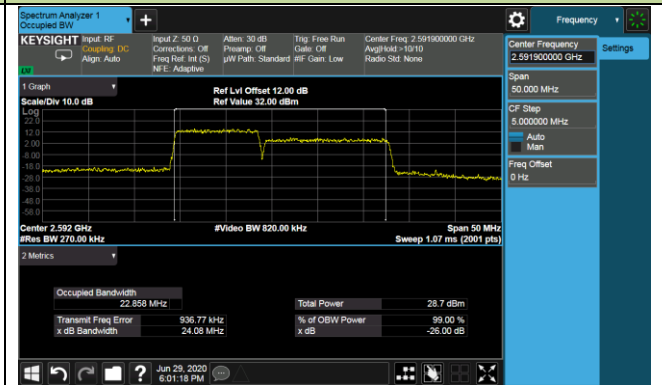 Spectrum Analyzer 1
Occupied BW
+
Frequency
KEYSIGHT
Input: RF
Coupling: DC
Align: Auto
Input Z: 50 Ω
Corrections: Off
Freq Ref: Int (S)
NFE: Adaptive
Atten: 30 dB
Preamp: Off
µW Path: Standard
Trig: Free Run
Gate: Off
#IF Gain: Low
Center Freq: 2.591900000 GHz
Avg|Hold:>10/10
Radio Std: None
LXI
Center Frequency
2.591900000 GHz
Settings
Span
50.000 MHz
CF Step
5.000000 MHz
Auto
Man
Freq Offset
0 Hz
1 Graph
Scale/Div 10.0 dB
Ref Lvl Offset 12.00 dB
Ref Value 32.00 dBm
Log
22.0
12.0
2.00
-8.00
-18.0
-28.0
-38.0
-48.0
-58.0
Center 2.592 GHz
#Video BW 820.00 kHz
Span 50 MHz
#Res BW 270.00 kHz
Sweep 1.07 ms (2001 pts)
2 Metrics
Occupied Bandwidth
22.858 MHz
Total Power
28.7 dBm
Transmit Freq Error
936.77 kHz
% of OBW Power
99.00 %
x dB Bandwidth
24.08 MHz
x dB
-26.00 dB
?
Jun 29, 2020
6:01:18 PM